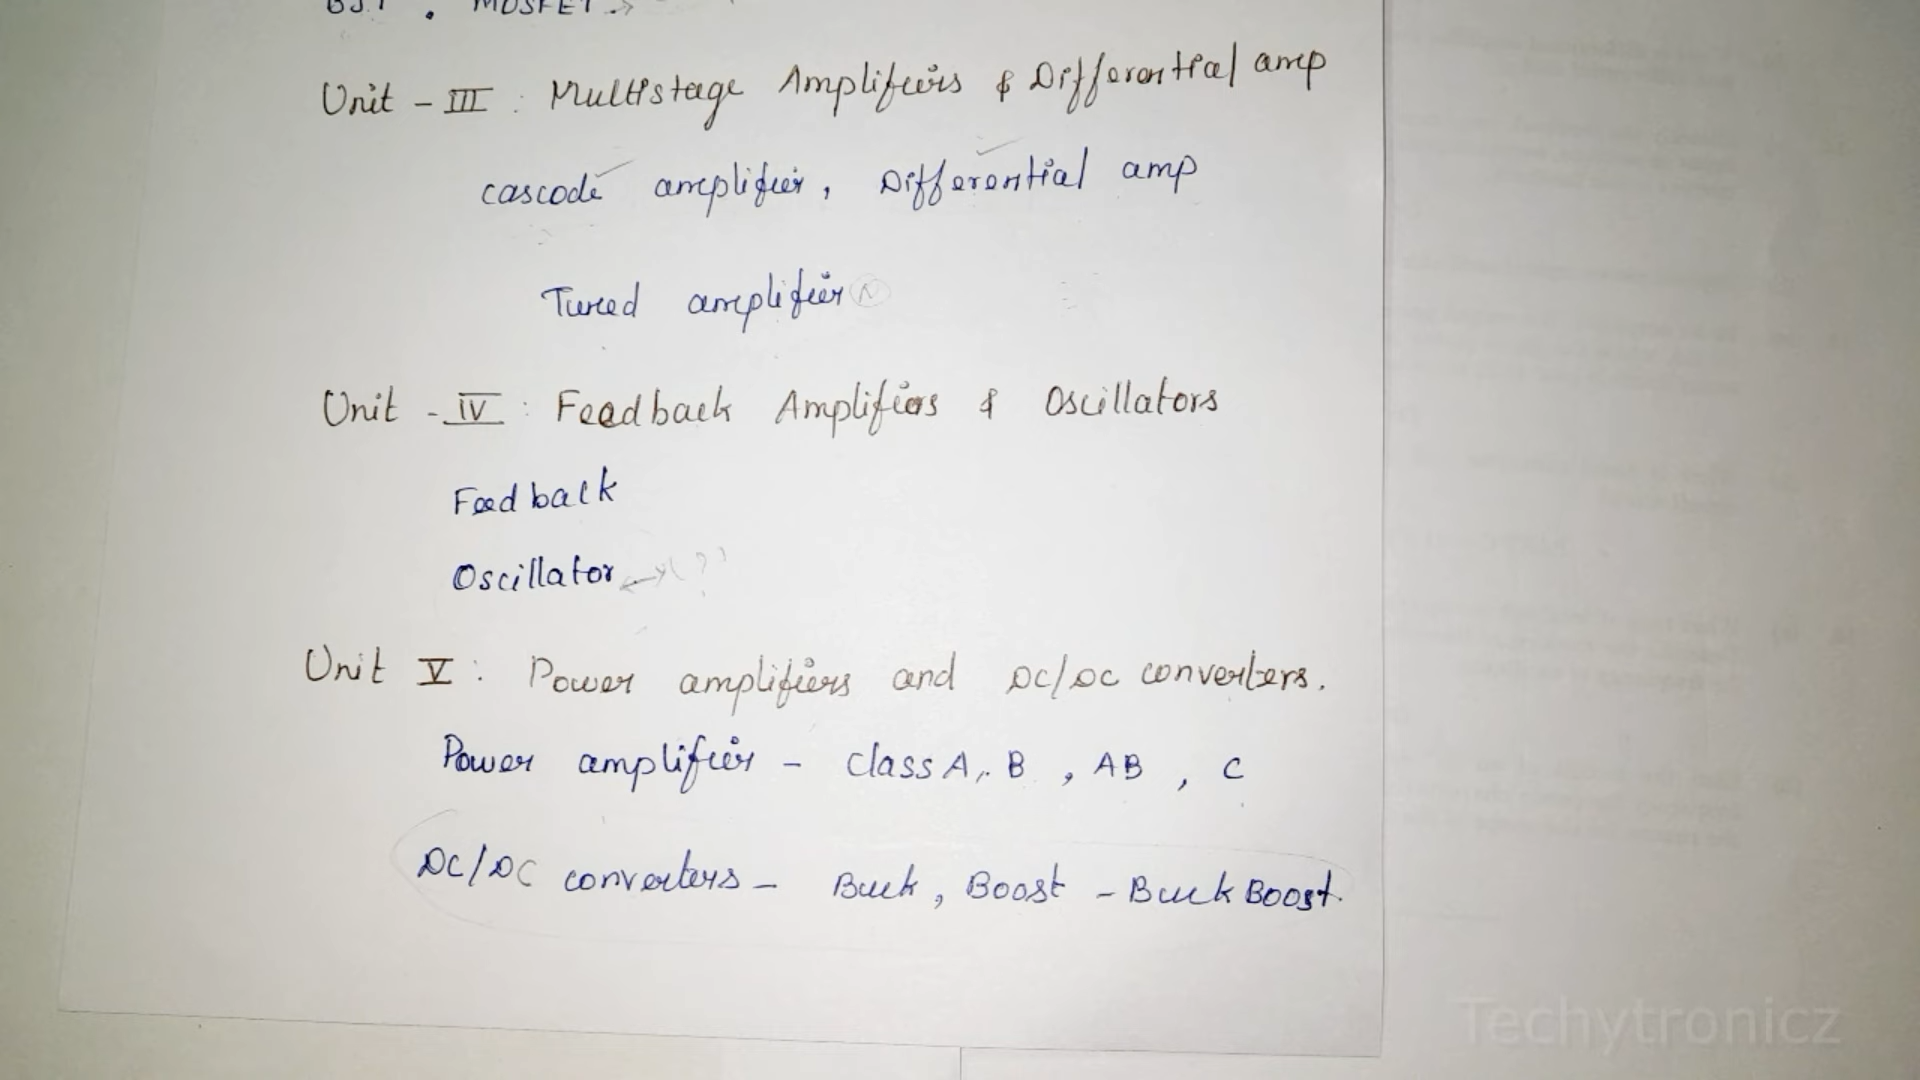 BJT, MOSFET →
Unit - III : Multistage Amplifiers & Differential amp
cascode amplifier, Differential amp
Tuned amplifier
Unit - IV : Feedback Amplifiers & Oscillators
Feedback
Oscillator
Unit V : Power amplifiers and DC/DC converters.
Power amplifier - class A, B, AB, C
DC/DC converters - Buck, Boost - Buck Boost.
Techytronicz